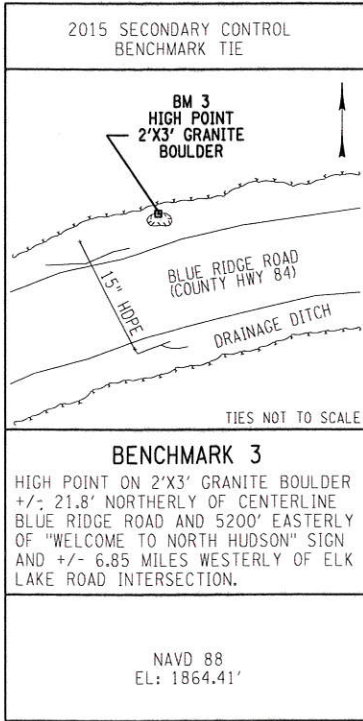 2015 SECONDARY CONTROL
BENCHMARK TIE
BM 3
HIGH POINT
2'X3' GRANITE
BOULDER
15" HDPE
BLUE RIDGE ROAD
(COUNTY HWY 84)
DRAINAGE DITCH
TIES NOT TO SCALE
BENCHMARK 3
HIGH POINT ON 2'X3' GRANITE BOULDER
+/- 21.8' NORTHERLY OF CENTERLINE
BLUE RIDGE ROAD AND 5200' EASTERLY
OF "WELCOME TO NORTH HUDSON" SIGN
AND +/- 6.85 MILES WESTERLY OF ELK
LAKE ROAD INTERSECTION.
NAVD 88
EL: 1864.41'